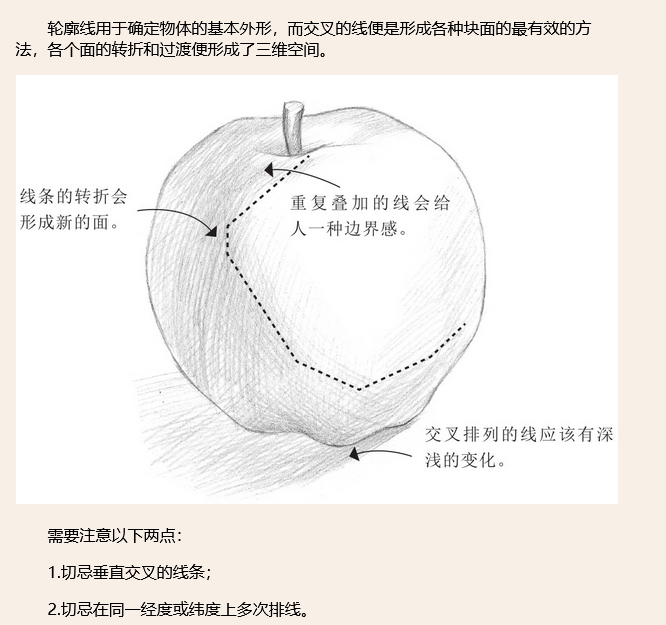 轮廓线用于确定物体的基本外形，而交叉的线便是形成各种块面的最有效的方
法，各个面的转折和过渡便形成了三维空间。
线条的转折会
形成新的面。
重复叠加的线会给
人一种边界感。
交叉排列的线应该有深
浅的变化。
需要注意以下两点：
1.切忌垂直交叉的线条；
2.切忌在同一经度或纬度上多次排线。